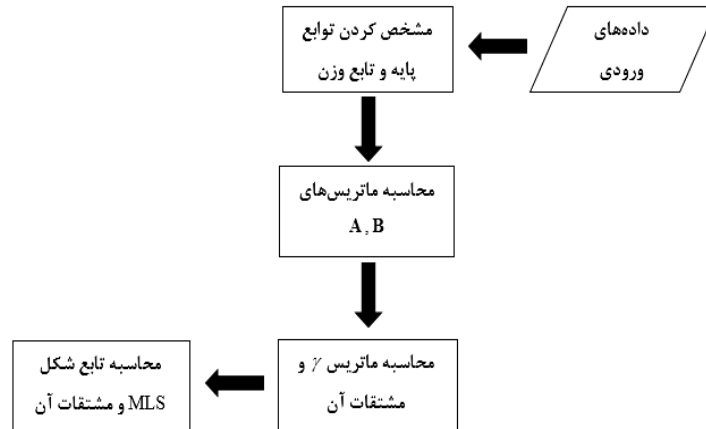 داده‌های
ورودی
مشخص کردن توابع
پایه و تابع وزن
محاسبه ماتریس‌های
A , B
محاسبه ماتریس γ و
مشتقات آن
محاسبه تابع شکل
MLS و مشتقات آن